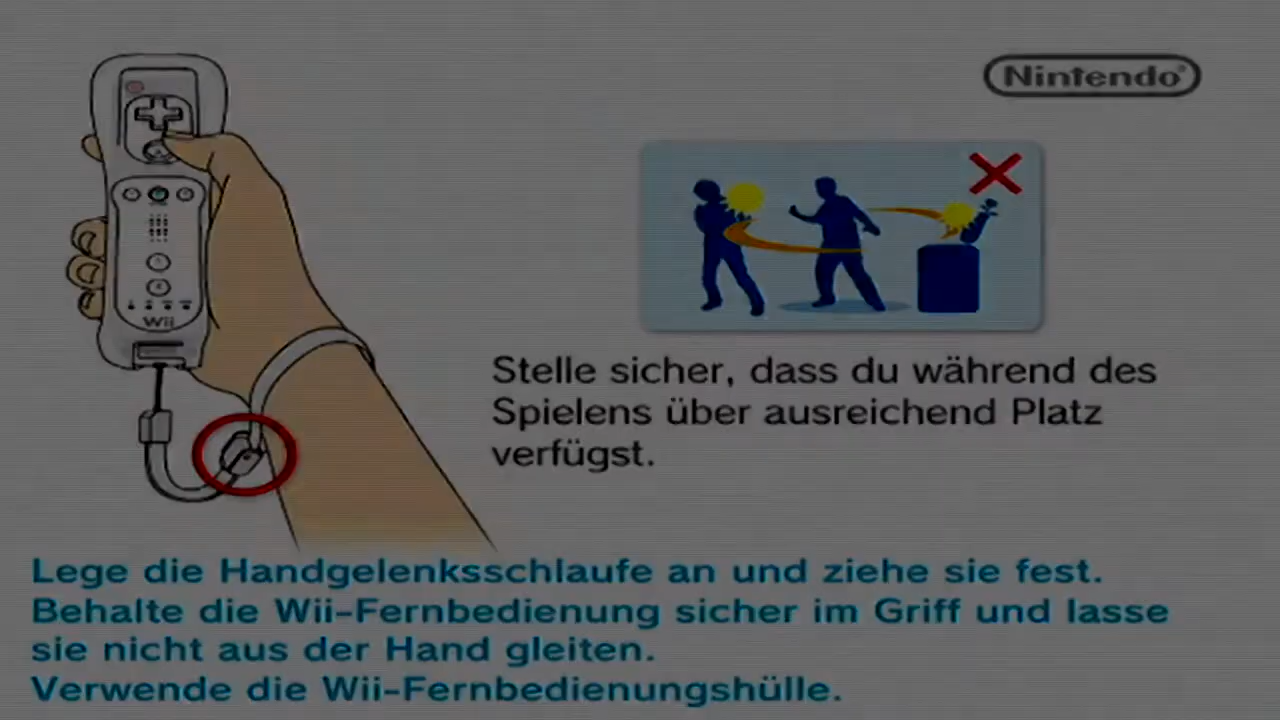 Nintendo®
Wii
Stelle sicher, dass du während des
Spielens über ausreichend Platz
verfügst.
Lege die Handgelenksschlaufe an und ziehe sie fest.
Behalte die Wii-Fernbedienung sicher im Griff und lasse
sie nicht aus der Hand gleiten.
Verwende die Wii-Fernbedienungshülle.